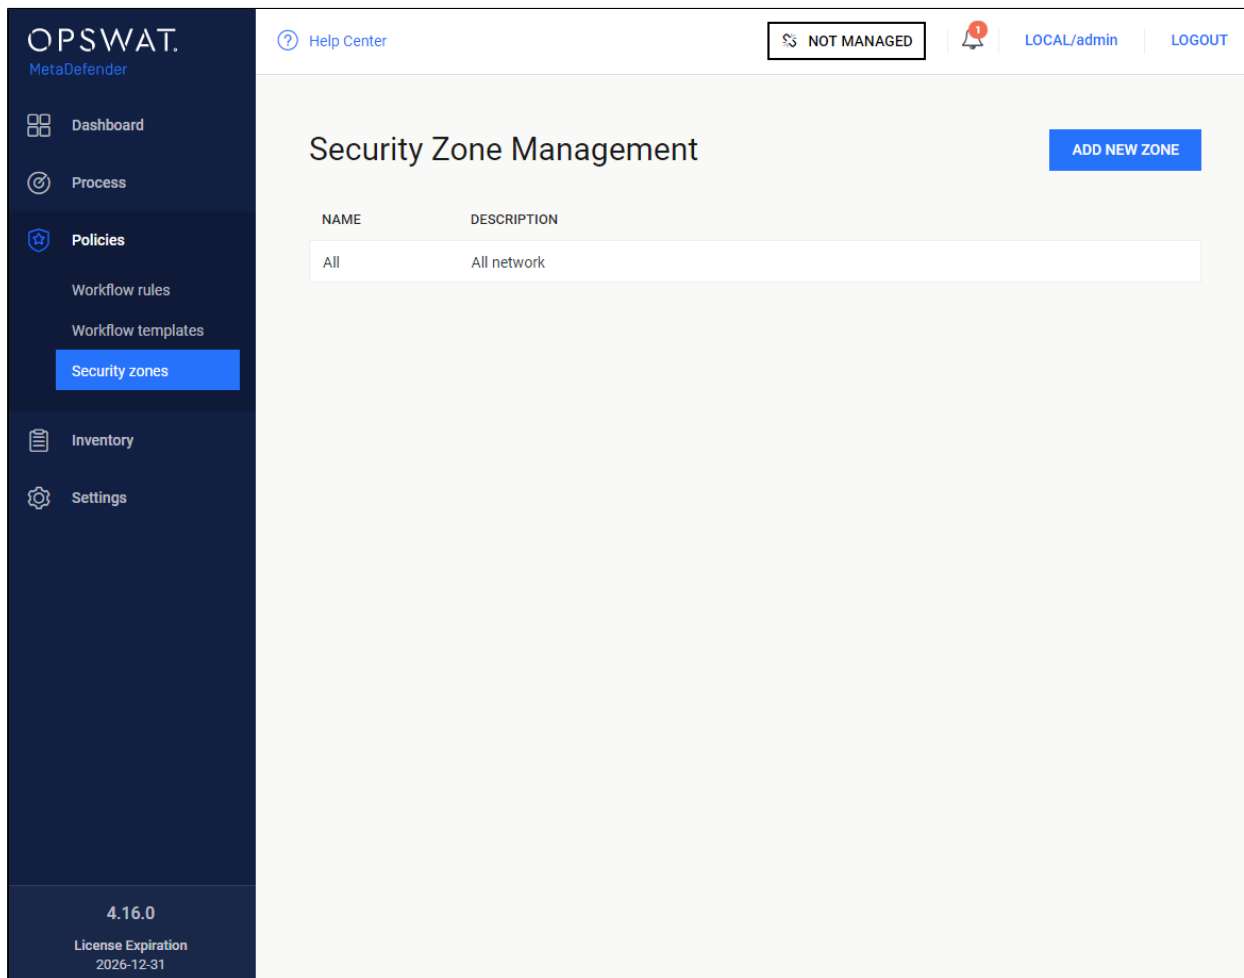 OPSWAT.
MetaDefender
Help Center
NOT MANAGED
1
LOCAL/admin
LOGOUT
Dashboard
Process
Policies
Workflow rules
Workflow templates
Security zones
Inventory
Settings
Security Zone Management
ADD NEW ZONE
NAME DESCRIPTION
All All network
4.16.0
License Expiration
2026-12-31